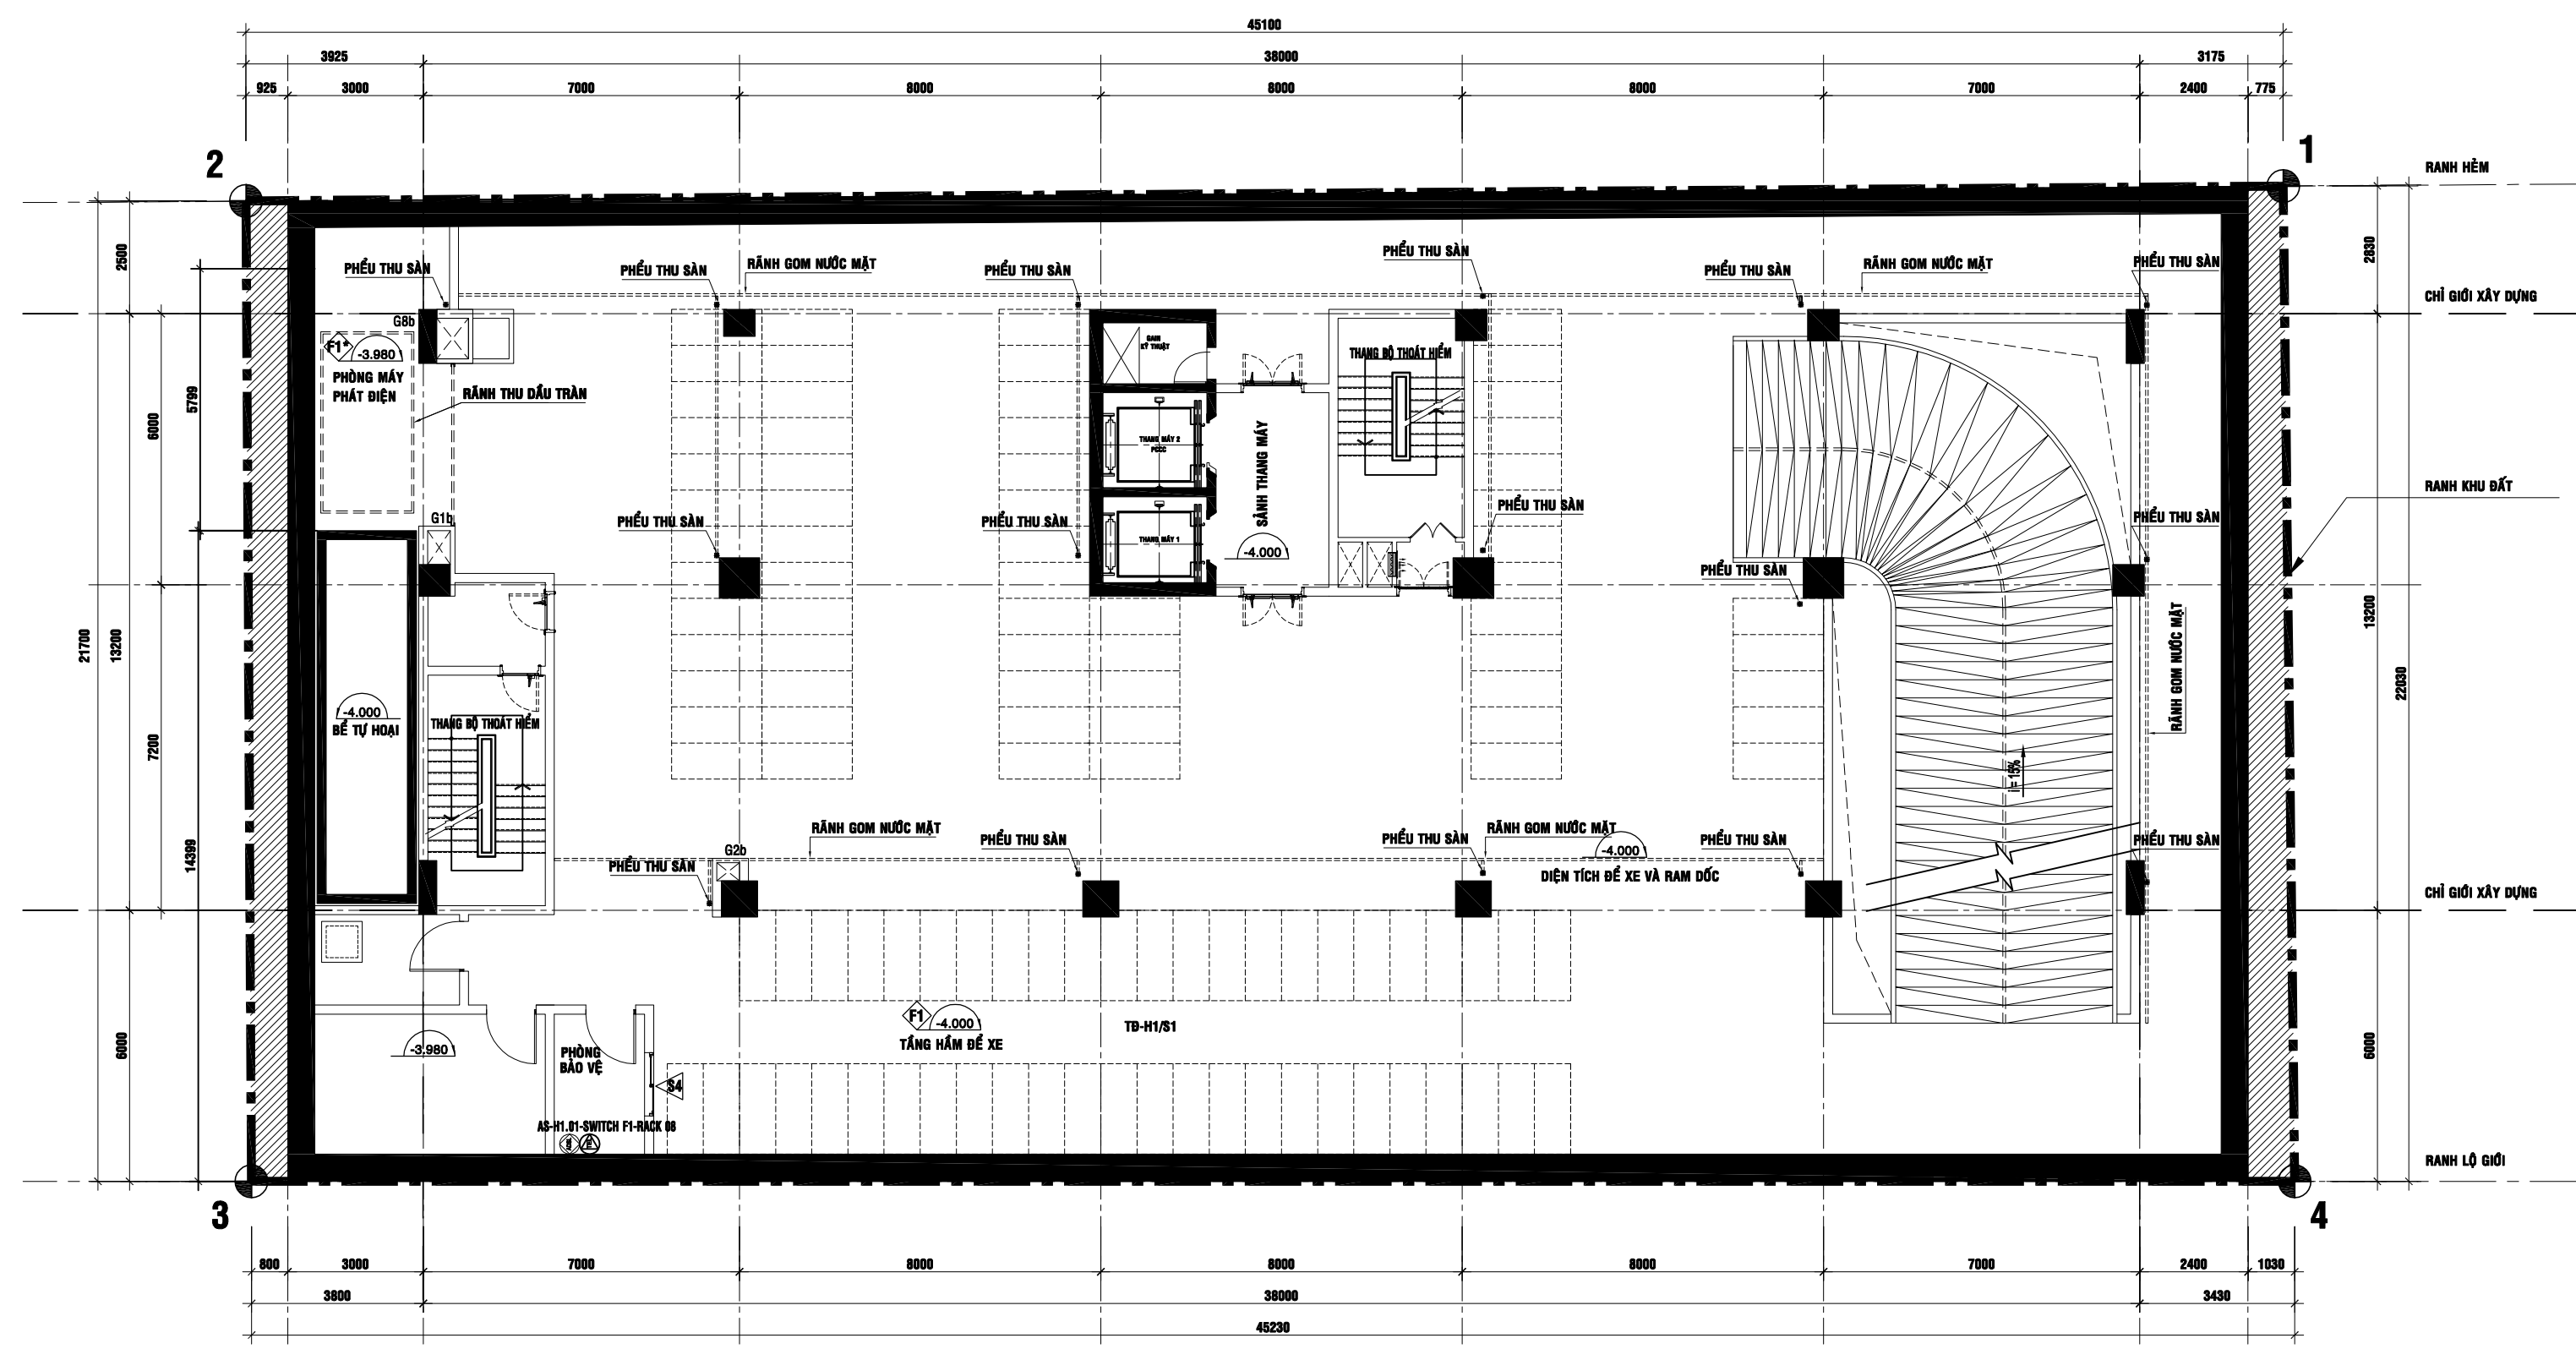 45100
3925
38000
3175
925
3000
7000
8000
8000
8000
7000
2400
775
2
1
RANH HẺM
2500
2830
PHỄU THU SÀN
PHỄU THU SÀN
RÃNH GOM NƯỚC MẶT
PHỄU THU SÀN
PHỄU THU SÀN
PHỄU THU SÀN
RÃNH GOM NƯỚC MẶT
PHỄU THU SÀN
CHỈ GIỚI XÂY DỰNG
G8b
F1*
-3.980
PHÒNG MÁY
PHÁT ĐIỆN
RÃNH THU DẦU TRÀN
GAIN
KỸ THUẬT
THANG BỘ THOÁT HIỂM
5799
6000
THANG MÁY 2
PCCC
SẢNH THANG MÁY
RANH KHU ĐẤT
G1b
PHỄU THU SÀN
PHỄU THU SÀN
THANG MÁY 1
-4.000
PHỄU THU SÀN
PHỄU THU SÀN
PHỄU THU SÀN
21700
13200
7200
14399
13200
22030
RÃNH GOM NƯỚC MẶT
-4.000
BỂ TỰ HOẠI
THANG BỘ THOÁT HIỂM
i = 15%
RÃNH GOM NƯỚC MẶT
PHỄU THU SÀN
PHỄU THU SÀN
RÃNH GOM NƯỚC MẶT
-4.000
PHỄU THU SÀN
PHỄU THU SÀN
G2b
PHỄU THU SÀN
DIỆN TÍCH ĐỂ XE VÀ RAM DỐC
CHỈ GIỚI XÂY DỰNG
6000
6000
F1
-4.000
TẦNG HẦM ĐỂ XE
TĐ-H1/S1
-3.980
PHÒNG
BẢO VỆ
S4
AS-H1.01-SWITCH F1-RACK 08
RANH LỘ GIỚI
3
4
800
3000
7000
8000
8000
8000
7000
2400
1030
3800
38000
3430
45230